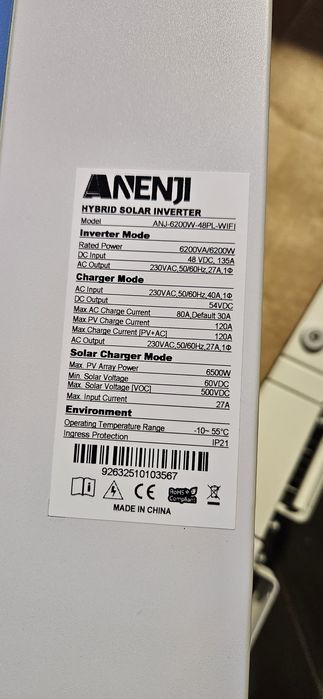 ANENJI
HYBRID SOLAR INVERTER
Model ANJ-6200W-48PL-WIFI
Inverter Mode
Rated Power 6200VA/6200W
DC Input 48 VDC, 135A
AC Output 230VAC,50/60Hz,27A,1Φ
Charger Mode
AC Input 230VAC,50/60Hz,40A,1Φ
DC Output 54VDC
Max AC Charge Current 80A,Default 30A
Max PV Charge Current 120A
Max Charge Current [PV+AC] 120A
AC Output 230VAC,50/60Hz,27A,1Φ
Solar Charger Mode
Max. PV Array Power 6500W
Min. Solar Voltage 60VDC
Max. Solar Voltage [VOC] 500VDC
Max. Input Current 27A
Environment
Operating Temperature Range -10~ 55°C
Ingress Protection IP21
92632510103567
CE RoHS Compliant
MADE IN CHINA